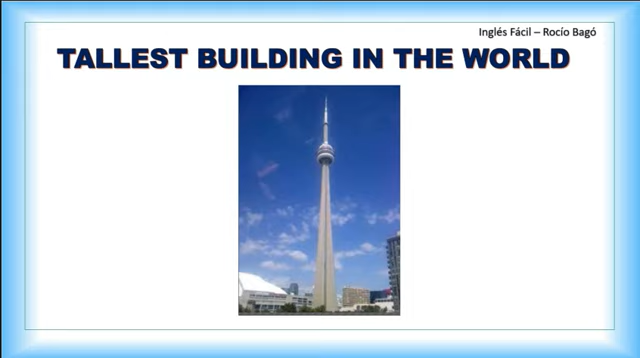 Inglés Fácil – Rocío Bagó
TALLEST BUILDING IN THE WORLD